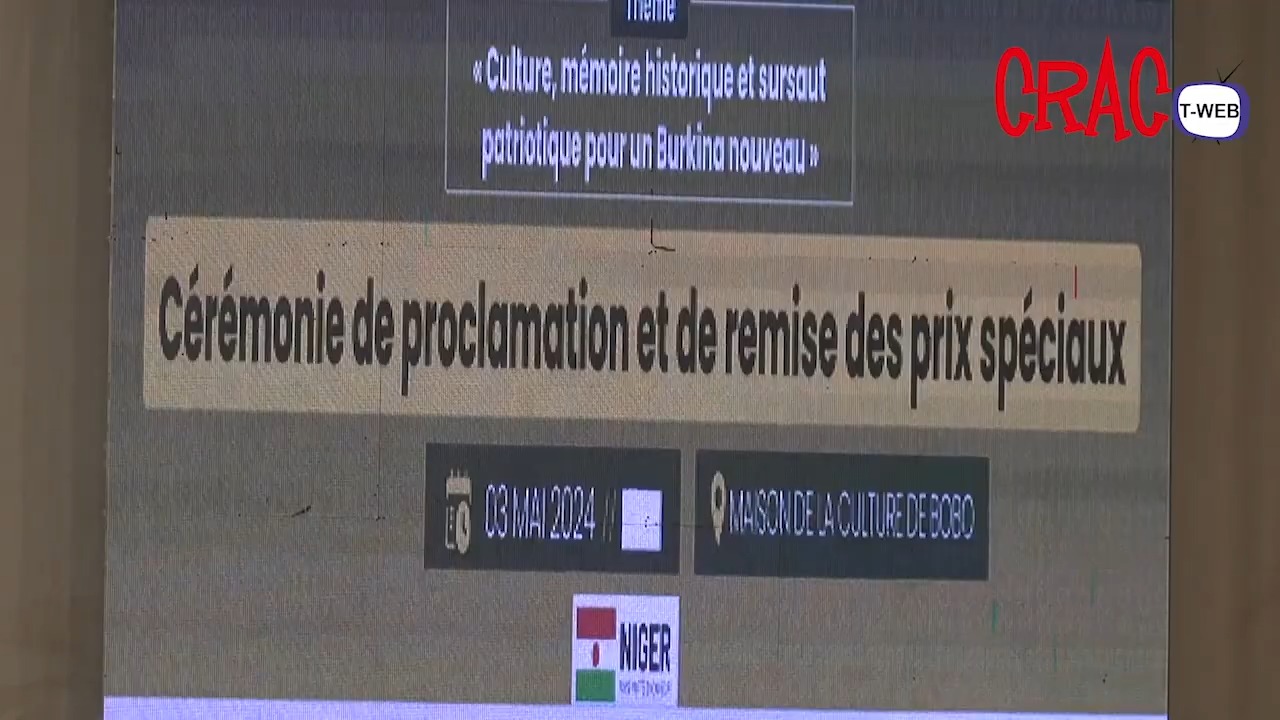 Thème
« Culture, mémoire historique et sursaut
patriotique pour un Burkina nouveau »
CRAC
T-WEB
Cérémonie de proclamation et de remise des prix spéciaux
03 MAI 2024 //
MAISON DE LA CULTURE DE BOBO
NIGER